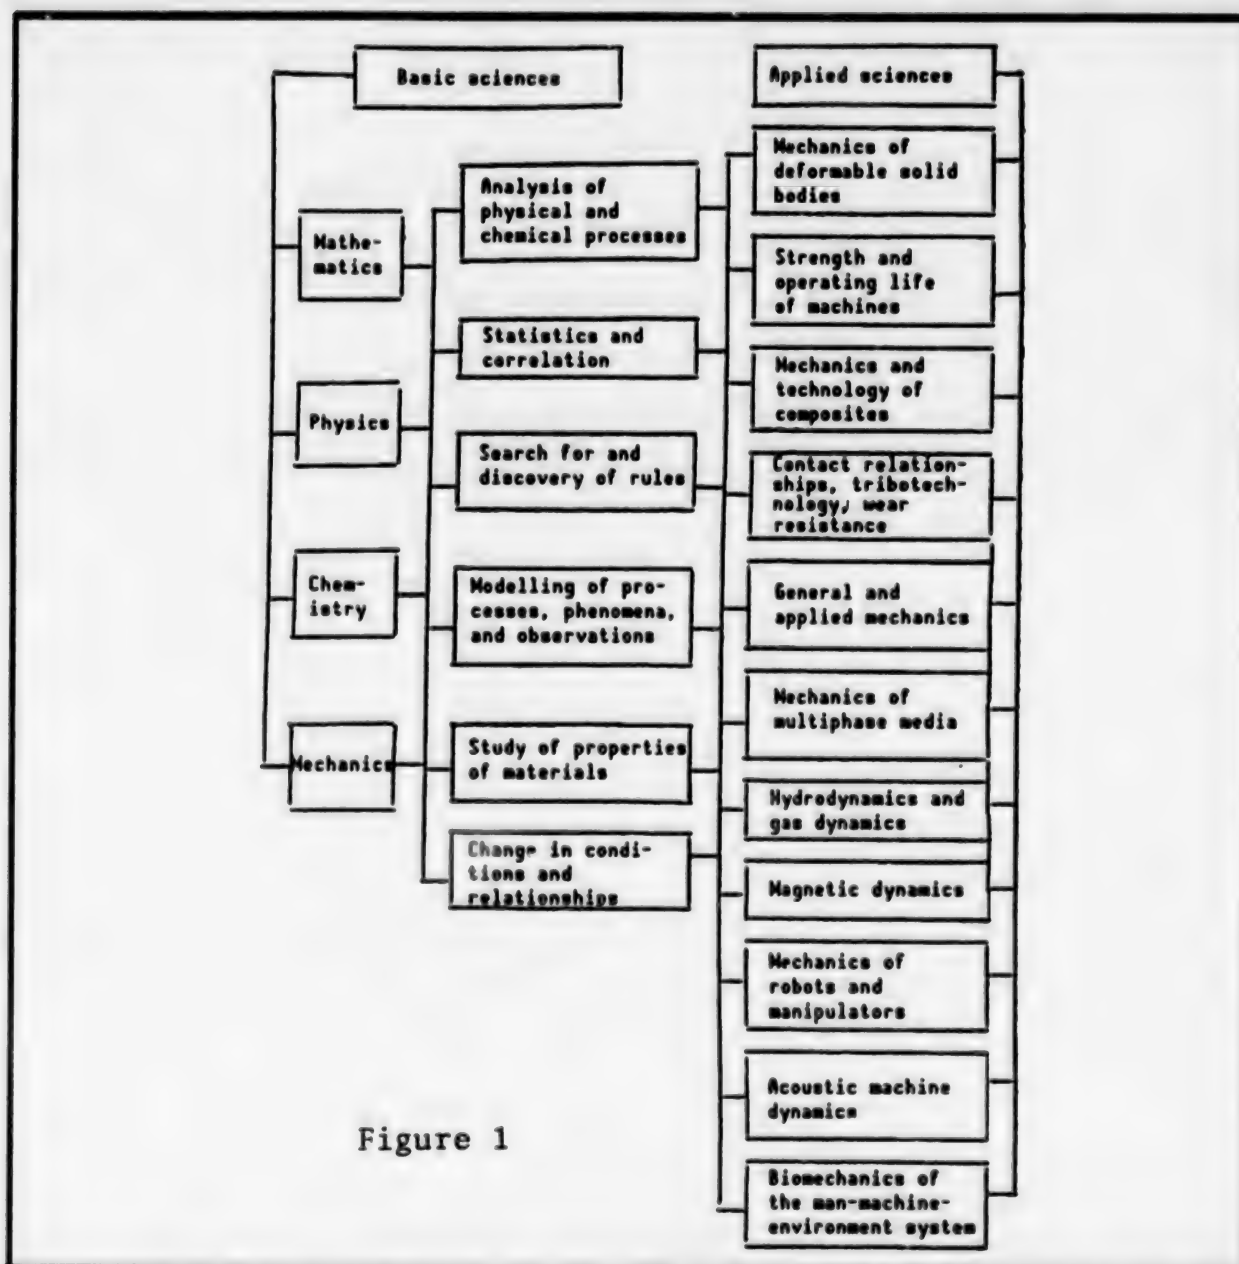 Basic sciences
Mathe-
matics
Physics
Chem-
istry
Mechanics
Analysis of
physical and
chemical processes
Statistics and
correlation
Search for and
discovery of rules
Modelling of pro-
cesses, phenomena,
and observations
Study of properties
of materials
Change in condi-
tions and
relationships
Applied sciences
Mechanics of
deformable solid
bodies
Strength and
operating life
of machines
Mechanics and
technology of
composites
Contact relation-
ships, tribotech-
nology, wear
resistance
General and
applied mechanics
Mechanics of
multiphase media
Hydrodynamics and
gas dynamics
Magnetic dynamics
Mechanics of
robots and
manipulators
Acoustic machine
dynamics
Biomechanics of
the man-machine-
environment system
Figure 1